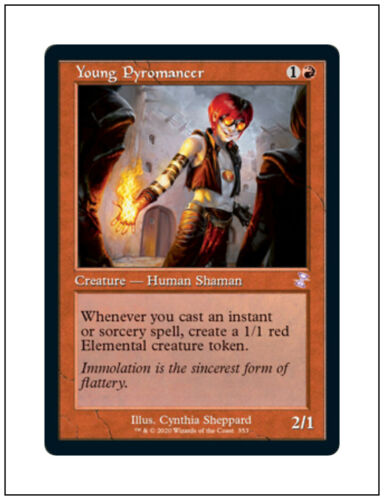 Young Pyromancer 1
Creature — Human Shaman
Whenever you cast an instant
or sorcery spell, create a 1/1 red
Elemental creature token.
Immolation is the sincerest form of
flattery.
Illus. Cynthia Sheppard
™ & © 2020 Wizards of the Coast 353
2/1